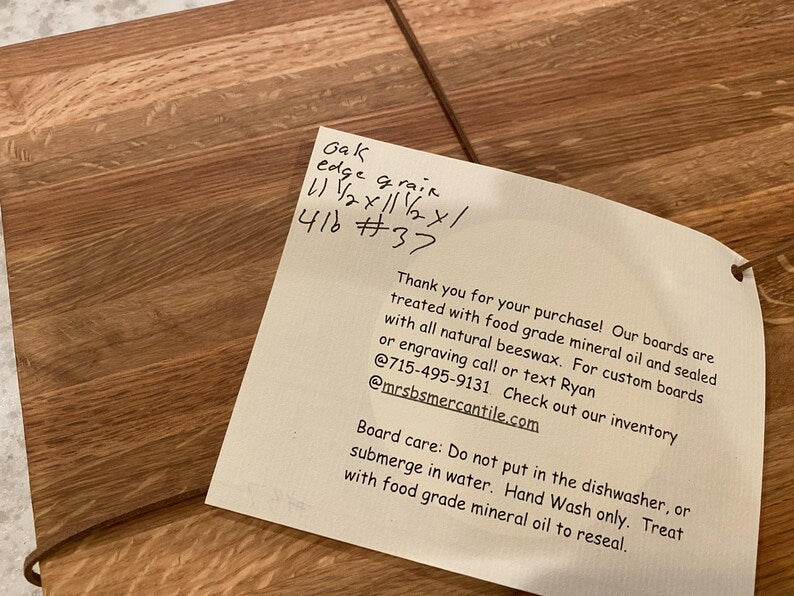 Oak
edge grain
11 1/2 x 11 1/2 x 1
4lb #37
Thank you for your purchase! Our boards are
treated with food grade mineral oil and sealed
with all natural beeswax. For custom boards
or engraving call or text Ryan
@715-495-9131. Check out our inventory
@mrsbsmercantile.com
Board care: Do not put in the dishwasher, or
submerge in water. Hand Wash only. Treat
with food grade mineral oil to reseal.